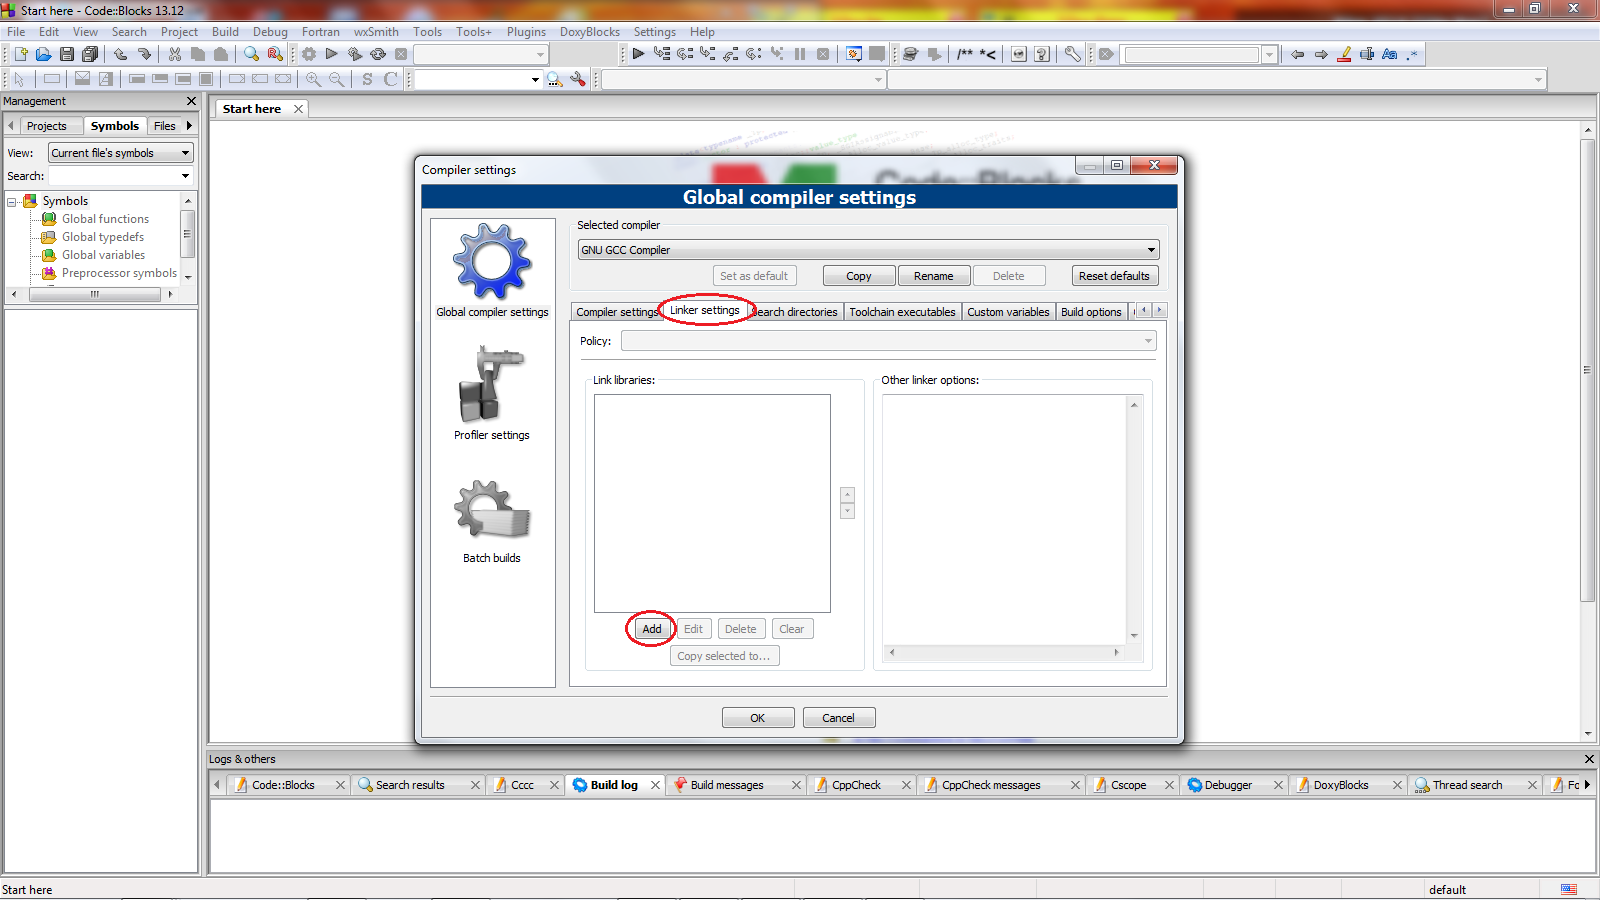 Start here - Code::Blocks 13.12
File Edit View Search Project Build Debug Fortran wxSmith Tools Tools+ Plugins DoxyBlocks Settings Help
/** *<
Aa .*
S C
Management
Projects Symbols Files
View: Current file's symbols
Search:
Symbols
Global functions
Global typedefs
Global variables
Preprocessor symbols
Start here
Code::Blocks
Compiler settings
Global compiler settings
Global compiler settings
Profiler settings
Batch builds
Selected compiler
GNU GCC Compiler
Set as default Copy Rename Delete Reset defaults
Compiler settings Linker settings Search directories Toolchain executables Custom variables Build options
Policy:
Link libraries:
Other linker options:
Add Edit Delete Clear
Copy selected to...
OK Cancel
Logs & others
Code::Blocks Search results Cccc Build log Build messages CppCheck CppCheck messages Cscope Debugger DoxyBlocks Thread search Fo
Start here default